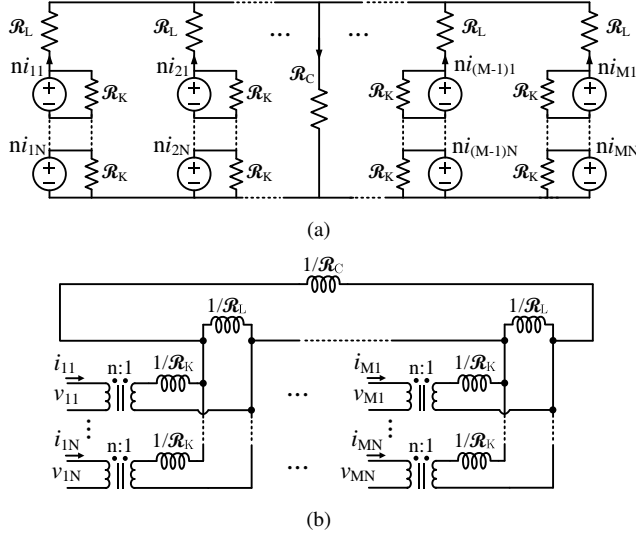 ℛL ℛL ... ... ℛL ℛL
ni11 ni21 ℛC ni(M-1)1 niM1
ℛK ℛK ℛK ℛK
ni1N ni2N ni(M-1)N niMN
ℛK ℛK ℛK ℛK
(a)
1/ℛC
1/ℛL 1/ℛL
i11 n:1 1/ℛK iM1 n:1 1/ℛK
v11 ... vM1
i1N n:1 1/ℛK iMN n:1 1/ℛK
v1N ... vMN
(b)